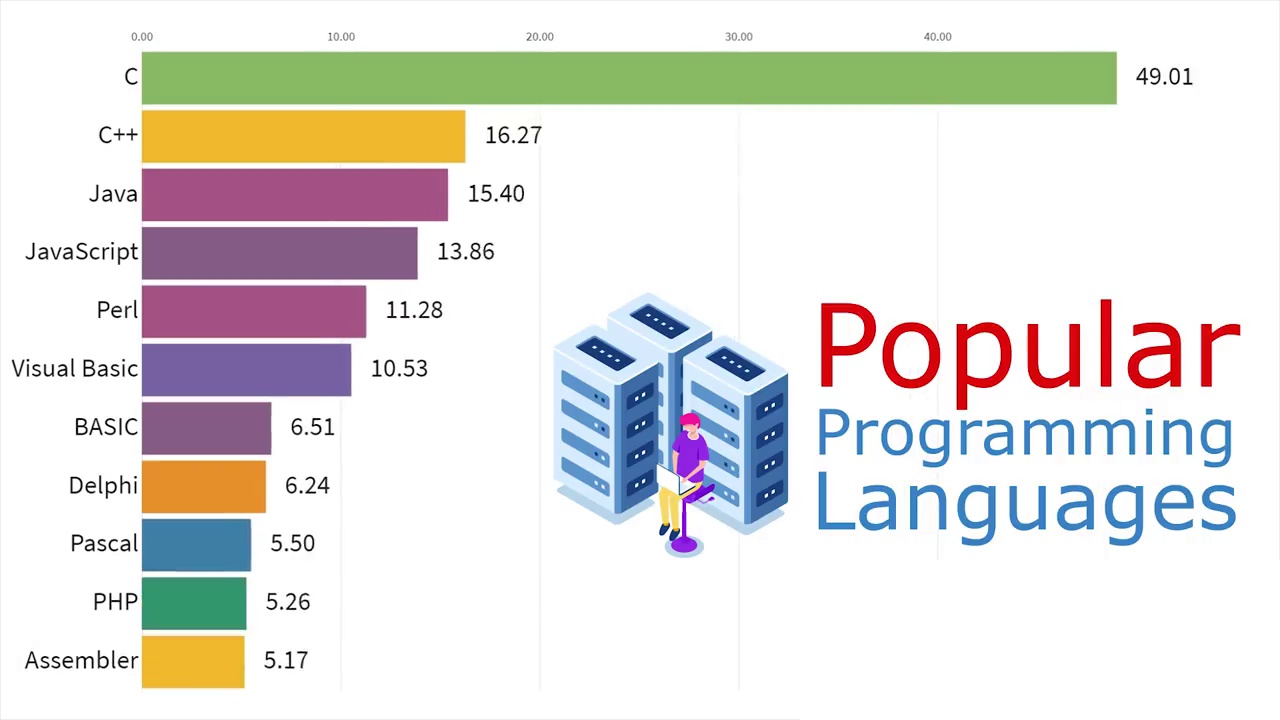 0.00 10.00 20.00 30.00 40.00
C 49.01
C++ 16.27
Java 15.40
JavaScript 13.86
Perl 11.28
Visual Basic 10.53
BASIC 6.51
Delphi 6.24
Pascal 5.50
PHP 5.26
Assembler 5.17
Popular
Programming
Languages